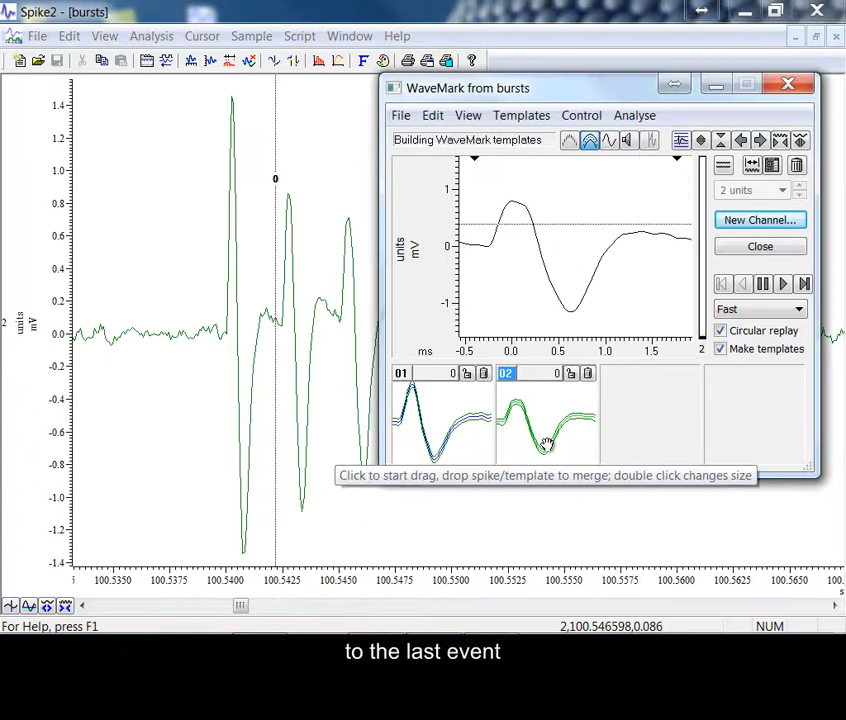 Spike2 - [bursts]
File Edit View Analysis Cursor Sample Script Window Help
WaveMark from bursts
File Edit View Templates Control Analyse
Building WaveMark templates
2 units
New Channel...
Close
Fast
Circular replay
Make templates
1
0
-1
units
mV
ms -0.5 0.0 0.5 1.0 1.5 2
01 0
02 0
Click to start drag, drop spike/template to merge; double click changes size
0
1.4
1.2
1.0
0.8
0.6
0.4
0.2
0.0
-0.2
-0.4
-0.6
-0.8
-1.0
-1.2
-1.4
2
units
mV
100.5350 100.5375 100.5400 100.5425 100.5450 100.5475 100.5500 100.5525 100.5550 100.5575 100.5600 100.5625 100.5650
s
For Help, press F1
2,100.546598,0.086
NUM
to the last event